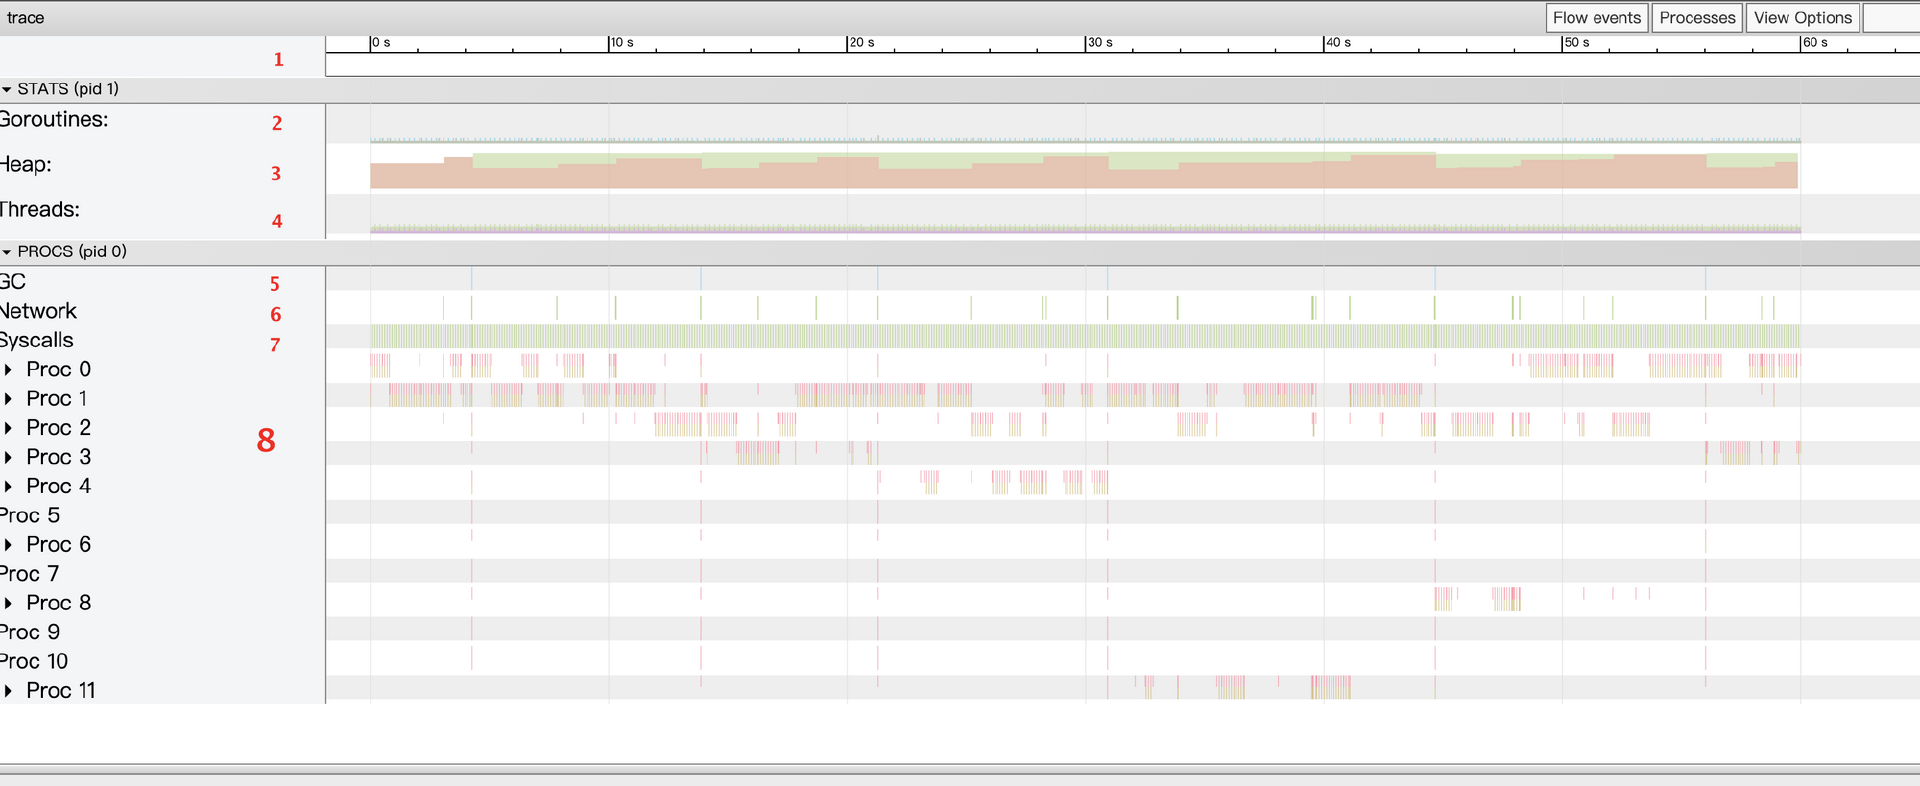 trace
Flow events Processes View Options
0 s 10 s 20 s 30 s 40 s 50 s 60 s
1
STATS (pid 1)
Goroutines: 2
Heap: 3
Threads: 4
PROCS (pid 0)
GC 5
Network 6
Syscalls 7
Proc 0
Proc 1
Proc 2
8
Proc 3
Proc 4
Proc 5
Proc 6
Proc 7
Proc 8
Proc 9
Proc 10
Proc 11